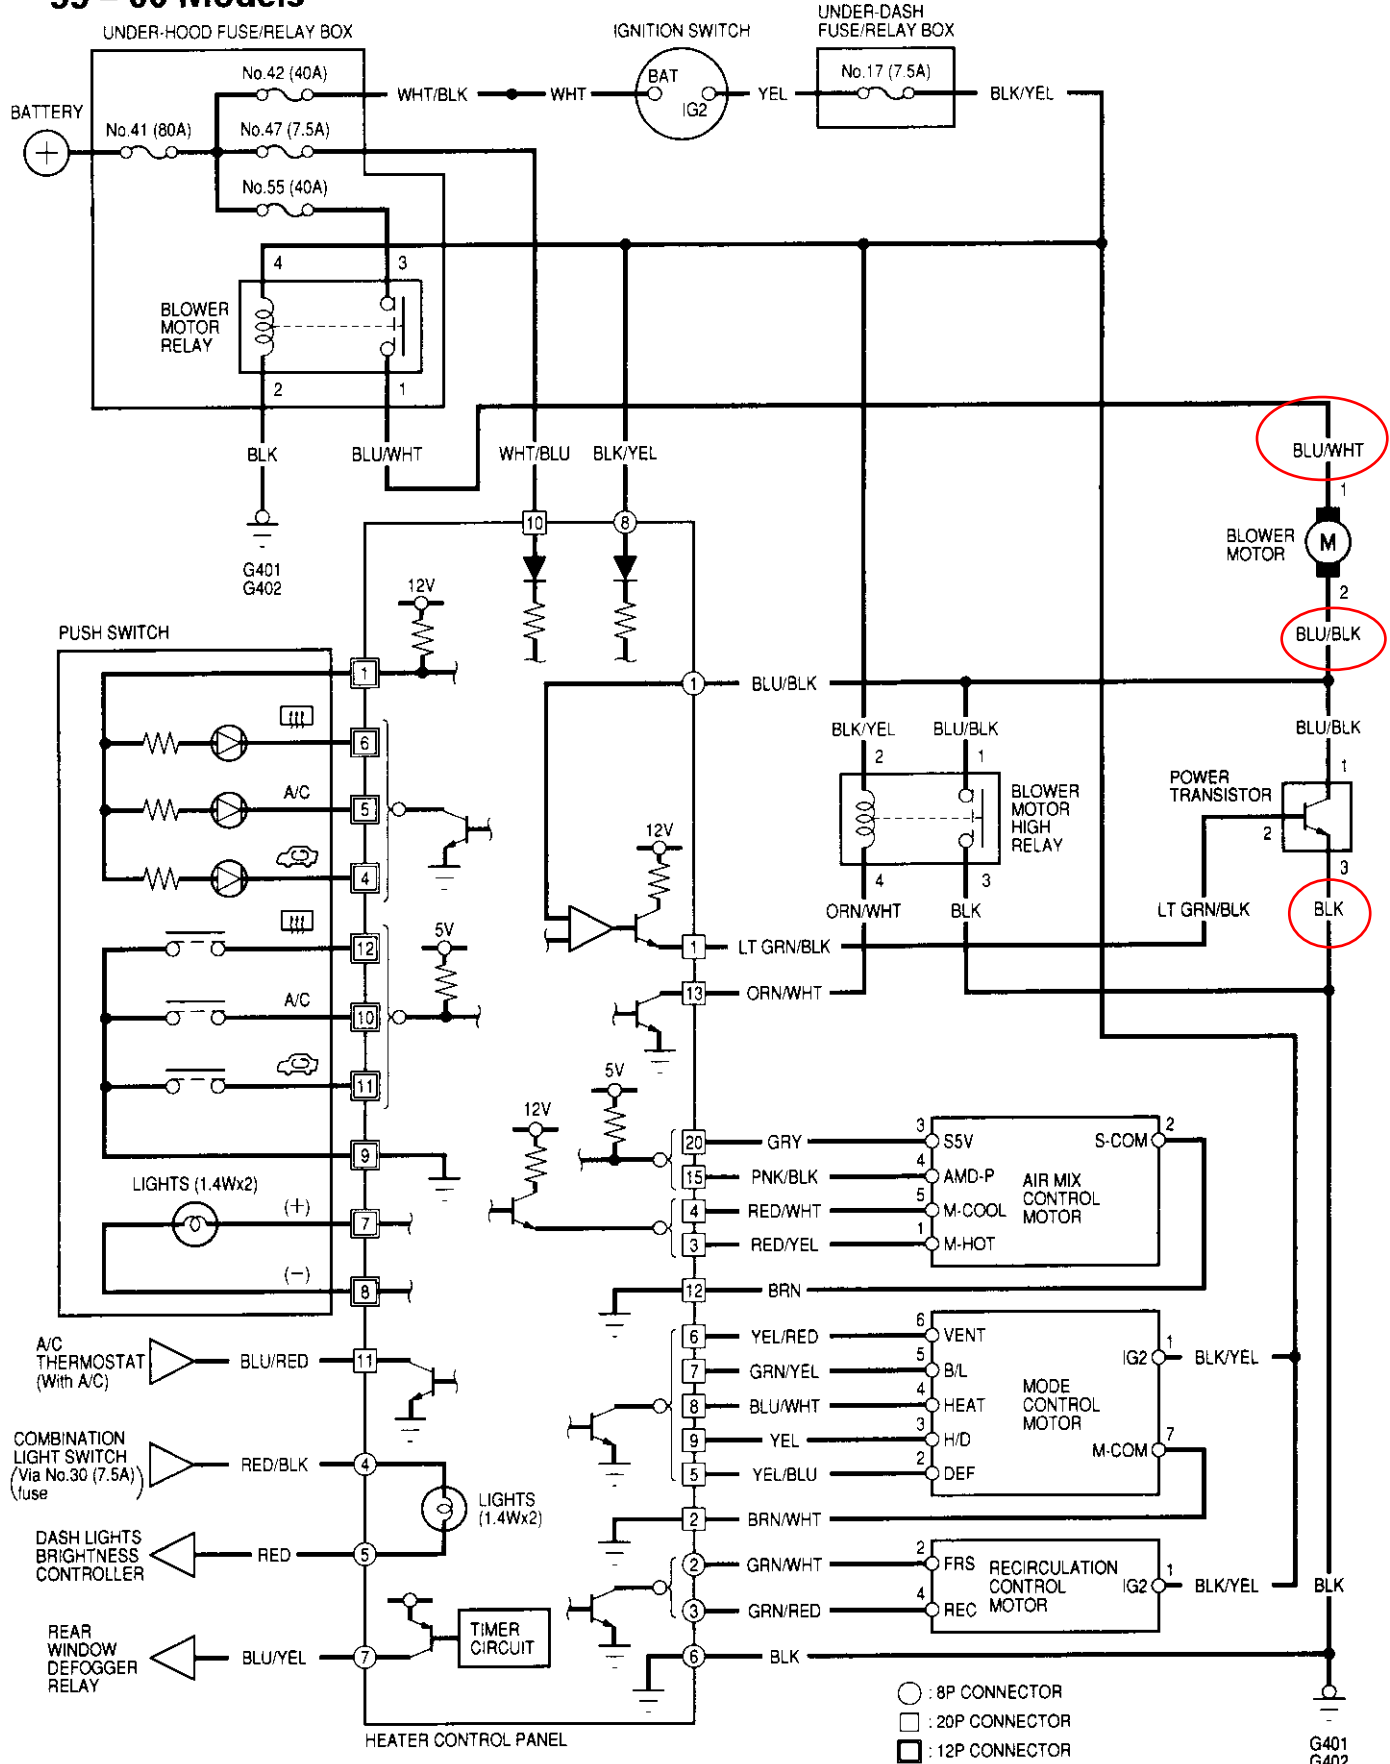 UNDER-HOOD FUSE/RELAY BOX
IGNITION SWITCH
UNDER-DASH
FUSE/RELAY BOX
No.42 (40A)
WHT/BLK
WHT
BAT
IG2
YEL
No.17 (7.5A)
BLK/YEL
BATTERY
No.41 (80A)
No.47 (7.5A)
No.55 (40A)
4
3
BLOWER
MOTOR
RELAY
2
1
BLK
BLU/WHT
WHT/BLU
BLK/YEL
BLU/WHT
1
G401
G402
10
8
BLOWER
MOTOR
M
2
BLU/BLK
12V
PUSH SWITCH
1
1
BLU/BLK
BLK/YEL
BLU/BLK
BLU/BLK
6
2
1
1
A/C
5
BLOWER
MOTOR
HIGH
RELAY
POWER
TRANSISTOR
2
12V
4
4
3
3
ORN/WHT
BLK
LT GRN/BLK
BLK
12
5V
1
LT GRN/BLK
A/C
10
13
ORN/WHT
11
5V
12V
9
20
GRY
3
S5V
S-COM
2
15
PNK/BLK
4
AMD-P
AIR MIX
CONTROL
MOTOR
4
RED/WHT
5
M-COOL
3
RED/YEL
1
M-HOT
LIGHTS (1.4Wx2)
(+)
7
(−)
8
12
BRN
A/C
THERMOSTAT
(With A/C)
BLU/RED
11
6
YEL/RED
6
VENT
7
GRN/YEL
5
B/L
8
BLU/WHT
4
HEAT
9
YEL
3
H/D
5
YEL/BLU
2
DEF
MODE
CONTROL
MOTOR
IG2
1
BLK/YEL
M-COM
7
COMBINATION
LIGHT SWITCH
(Via No.30 (7.5A)
fuse)
RED/BLK
4
LIGHTS
(1.4Wx2)
2
BRN/WHT
DASH LIGHTS
BRIGHTNESS
CONTROLLER
RED
5
2
GRN/WHT
2
FRS
3
GRN/RED
4
REC
RECIRCULATION
CONTROL
MOTOR
IG2
1
BLK/YEL
BLK
REAR
WINDOW
DEFOGGER
RELAY
BLU/YEL
7
TIMER
CIRCUIT
6
BLK
HEATER CONTROL PANEL
: 8P CONNECTOR
: 20P CONNECTOR
: 12P CONNECTOR
G401
G402